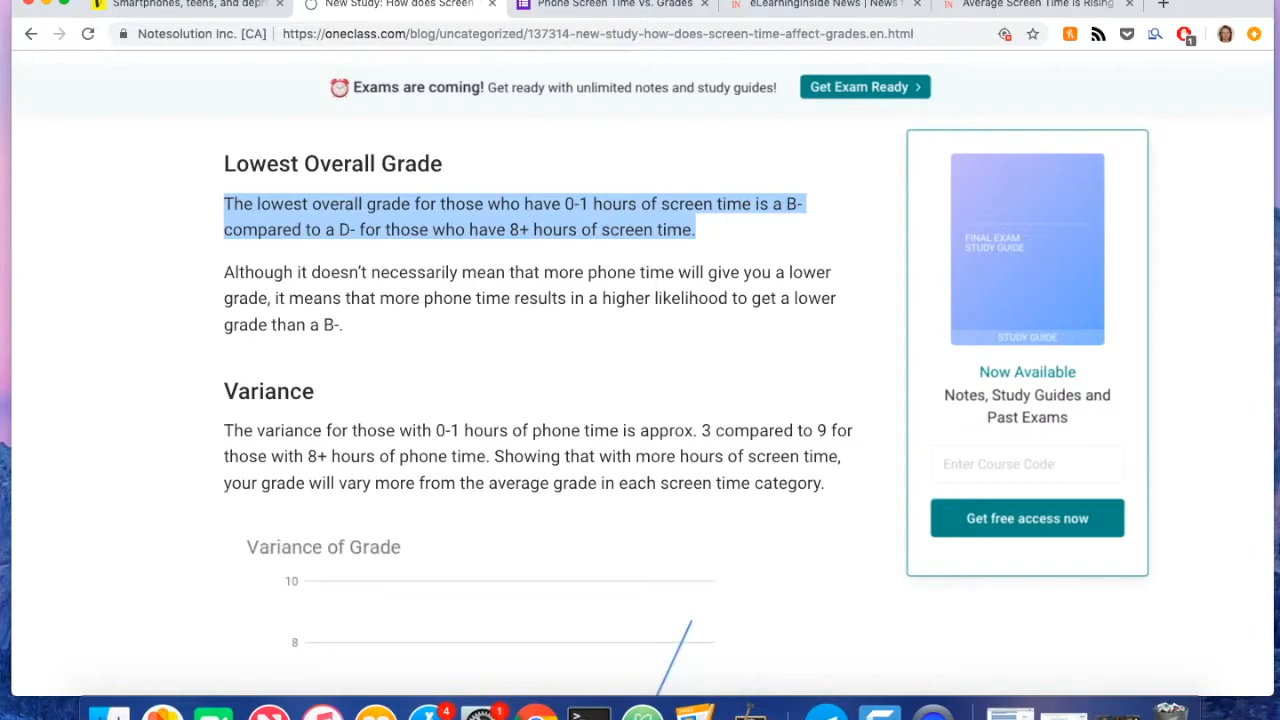 Smartphones, teens, and depr
New Study: How does Screen
Phone Screen Time Vs. Grades
eLearningInside News | News
Average Screen Time is Rising
Notesolution Inc. [CA]
https://oneclass.com/blog/uncategorized/137314-new-study-how-does-screen-time-affect-grades.en.html
1
Exams are coming! Get ready with unlimited notes and study guides!
Get Exam Ready >
Lowest Overall Grade
The lowest overall grade for those who have 0-1 hours of screen time is a B-
compared to a D- for those who have 8+ hours of screen time.
Although it doesn’t necessarily mean that more phone time will give you a lower
grade, it means that more phone time results in a higher likelihood to get a lower
grade than a B-.
Variance
The variance for those with 0-1 hours of phone time is approx. 3 compared to 9 for
those with 8+ hours of phone time. Showing that with more hours of screen time,
your grade will vary more from the average grade in each screen time category.
Variance of Grade
10
8
FINAL EXAM
STUDY GUIDE
STUDY GUIDE
Now Available
Notes, Study Guides and
Past Exams
Enter Course Code
Get free access now
4
1